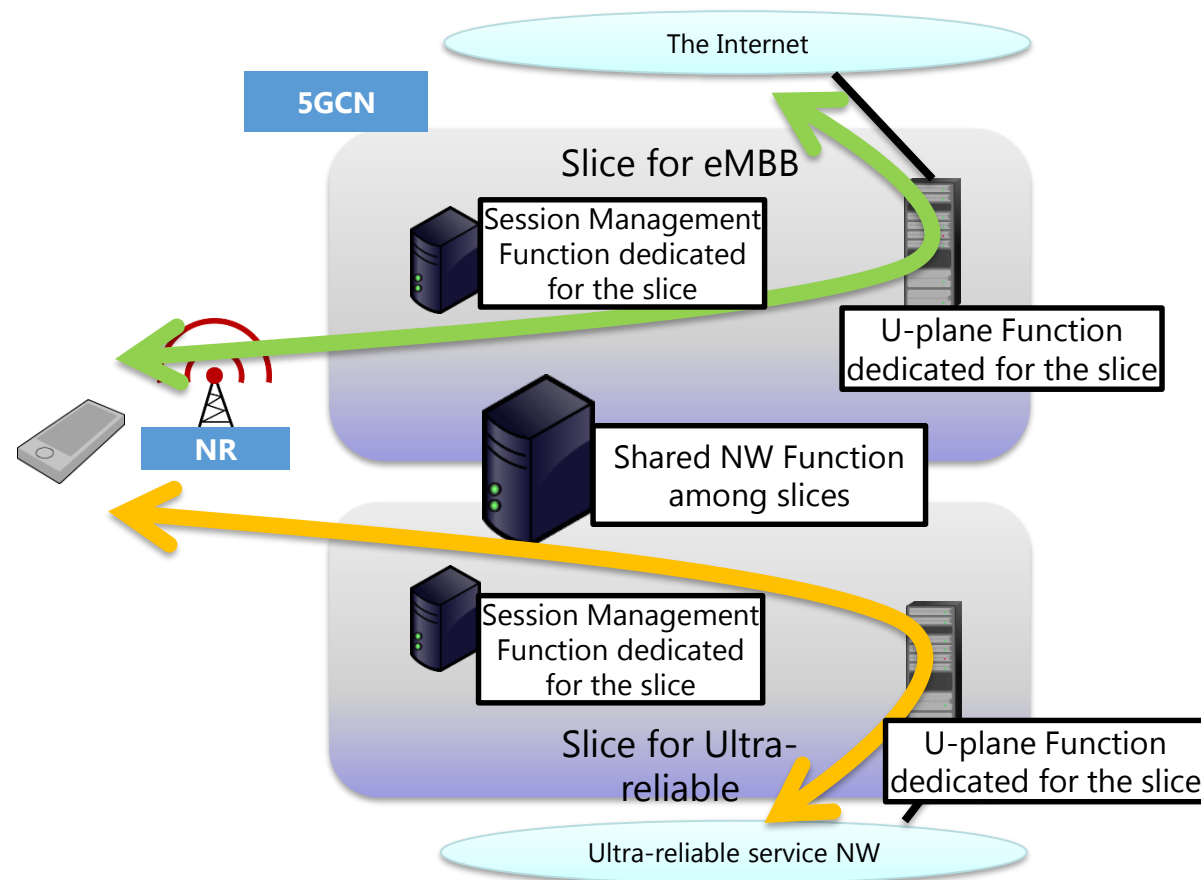 The Internet
5GCN
Slice for eMBB
Session Management
Function dedicated
for the slice
U-plane Function
dedicated for the slice
NR
Shared NW Function
among slices
Session Management
Function dedicated
for the slice
Slice for Ultra-
reliable
U-plane Function
dedicated for the slice
Ultra-reliable service NW